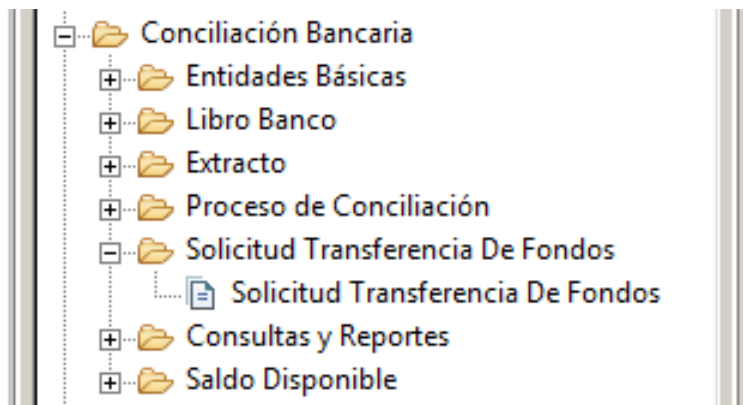 Conciliación Bancaria
Entidades Básicas
Libro Banco
Extracto
Proceso de Conciliación
Solicitud Transferencia De Fondos
Solicitud Transferencia De Fondos
Consultas y Reportes
Saldo Disponible